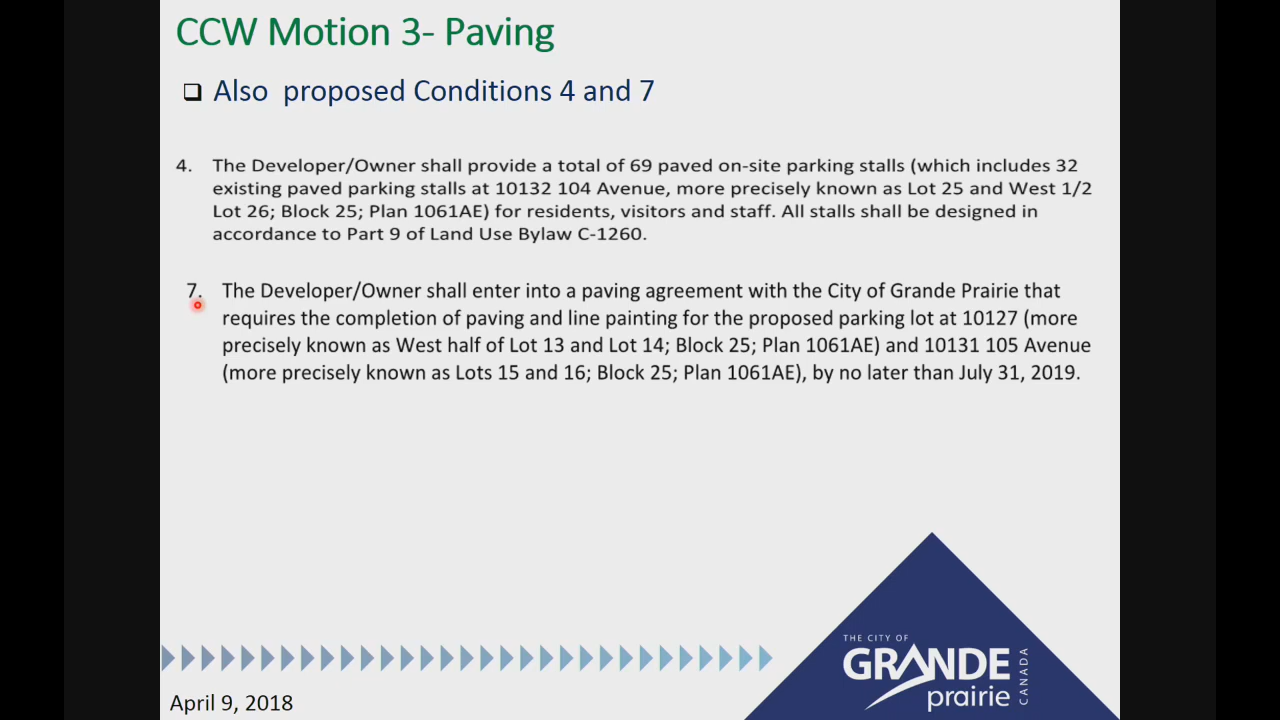 CCW Motion 3- Paving
❑ Also proposed Conditions 4 and 7
4. The Developer/Owner shall provide a total of 69 paved on-site parking stalls (which includes 32
existing paved parking stalls at 10132 104 Avenue, more precisely known as Lot 25 and West 1/2
Lot 26; Block 25; Plan 1061AE) for residents, visitors and staff. All stalls shall be designed in
accordance to Part 9 of Land Use Bylaw C-1260.
7. The Developer/Owner shall enter into a paving agreement with the City of Grande Prairie that
requires the completion of paving and line painting for the proposed parking lot at 10127 (more
precisely known as West half of Lot 13 and Lot 14; Block 25; Plan 1061AE) and 10131 105 Avenue
(more precisely known as Lots 15 and 16; Block 25; Plan 1061AE), by no later than July 31, 2019.
THE CITY OF
GRANDE
prairie
CANADA
April 9, 2018